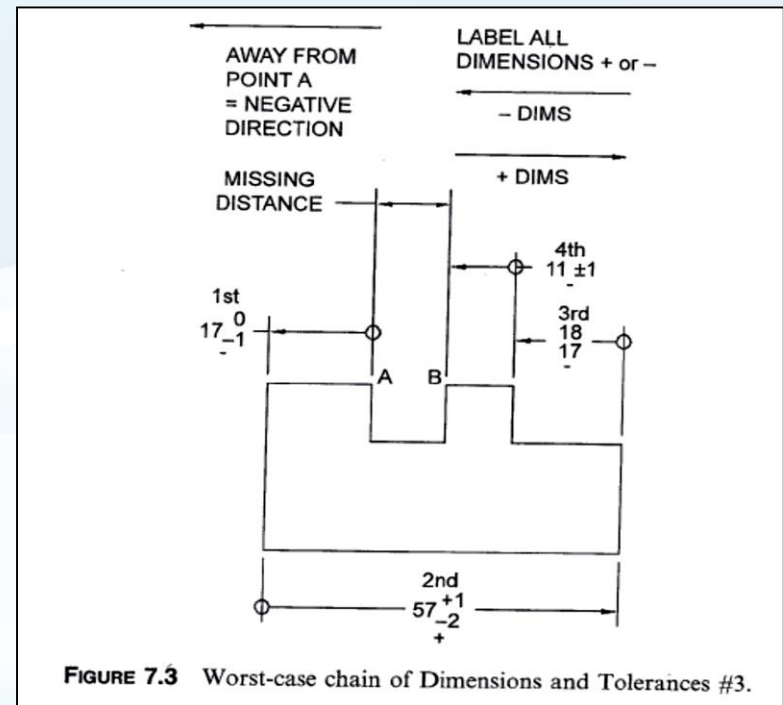 AWAY FROM
POINT A
= NEGATIVE
DIRECTION
LABEL ALL
DIMENSIONS + or –
– DIMS
+ DIMS
MISSING
DISTANCE
4th
11 ±1
-
1st
17 0
–1
-
3rd
18
17
-
A B
2nd
57 +1
–2
+
FIGURE 7.3 Worst-case chain of Dimensions and Tolerances #3.